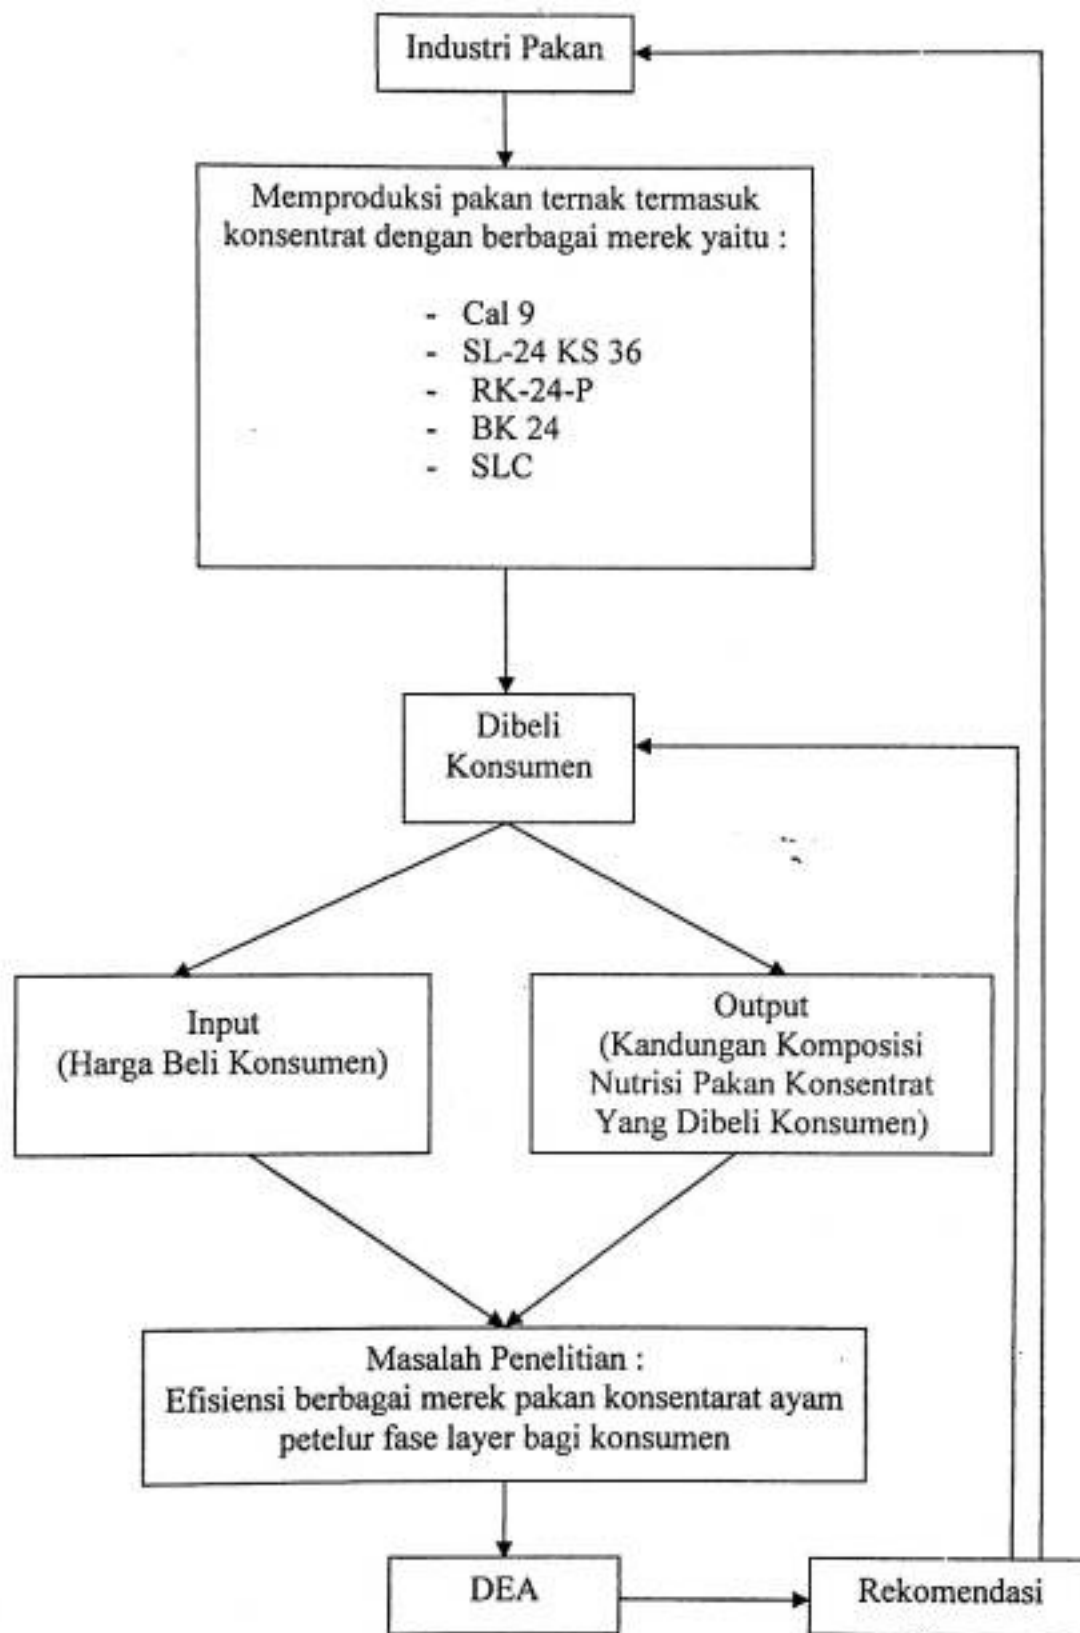 Industri Pakan
Memproduksi pakan ternak termasuk
konsentrat dengan berbagai merek yaitu :
- Cal 9
- SL-24 KS 36
- RK-24-P
- BK 24
- SLC
Dibeli
Konsumen
Input
(Harga Beli Konsumen)
Output
(Kandungan Komposisi
Nutrisi Pakan Konsentrat
Yang Dibeli Konsumen)
Masalah Penelitian :
Efisiensi berbagai merek pakan konsentarat ayam
petelur fase layer bagi konsumen
DEA
Rekomendasi